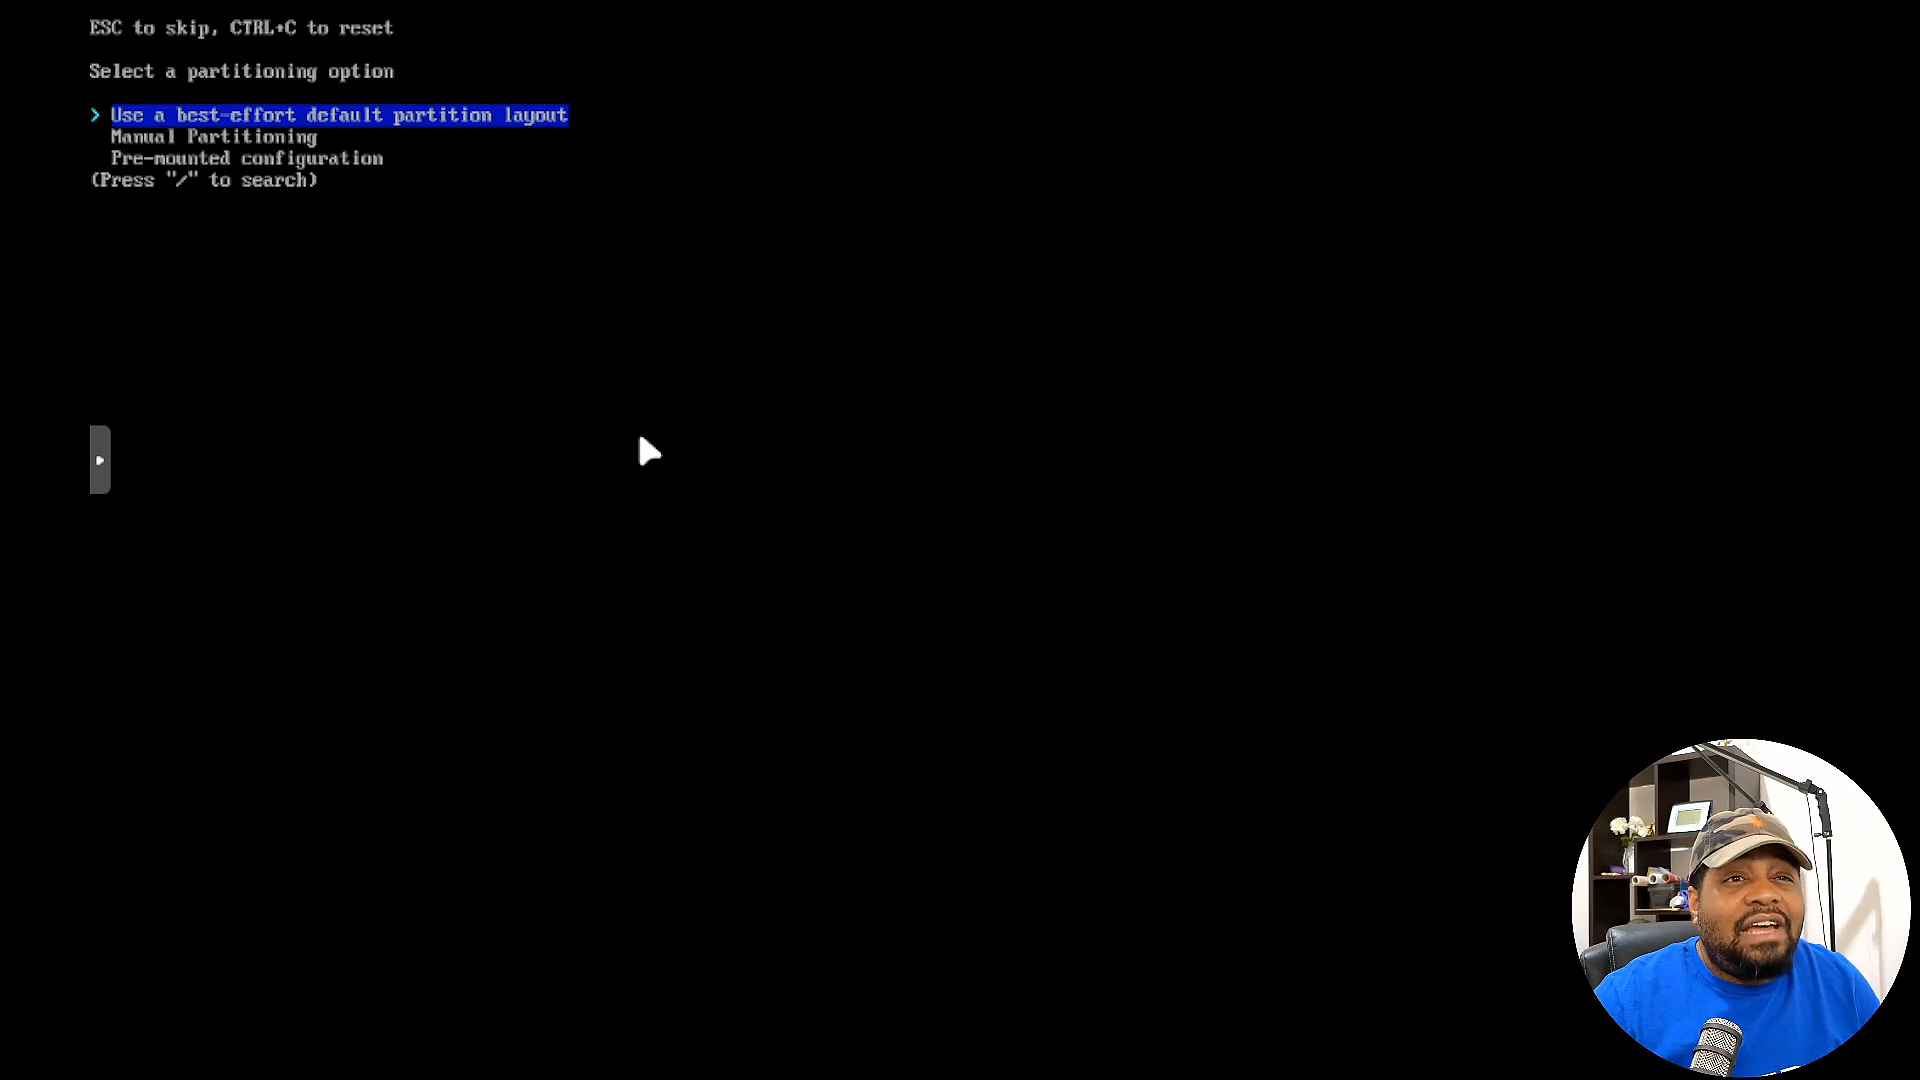 ESC to skip, CTRL+C to reset
Select a partitioning option
> Use a best-effort default partition layout
Manual Partitioning
Pre-mounted configuration
(Press "/" to search)